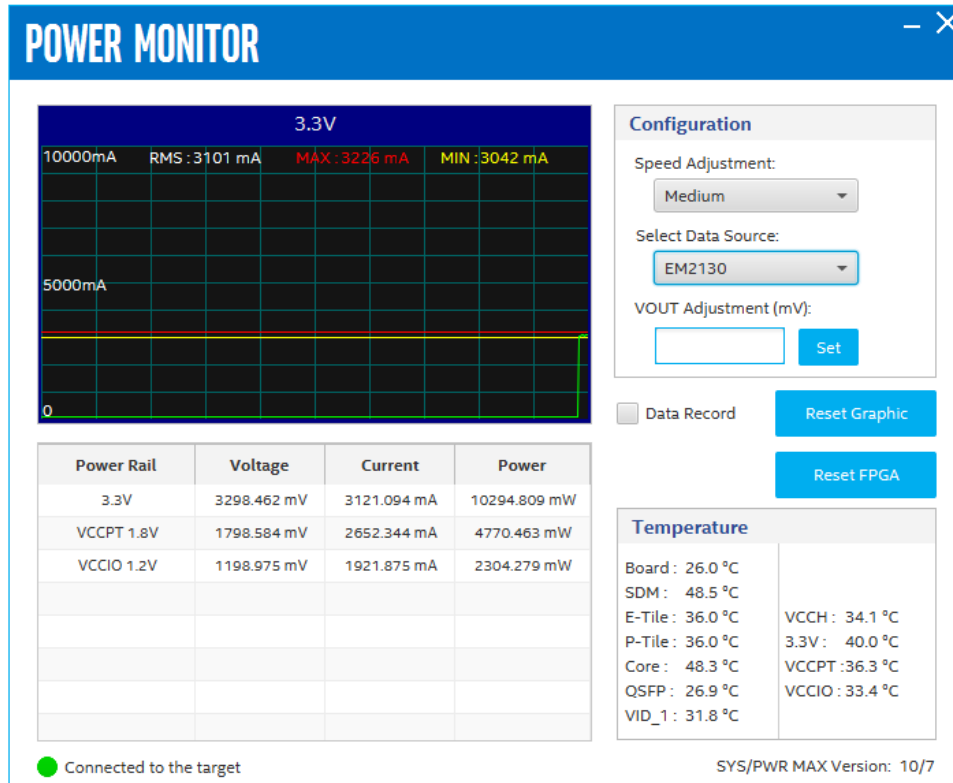 POWER MONITOR
3.3V
10000mA RMS :3101 mA MAX :3226 mA MIN :3042 mA
5000mA
0
Power Rail Voltage Current Power
3.3V 3298.462 mV 3121.094 mA 10294.809 mW
VCCPT 1.8V 1798.584 mV 2652.344 mA 4770.463 mW
VCCIO 1.2V 1198.975 mV 1921.875 mA 2304.279 mW
Configuration
Speed Adjustment:
Medium
Select Data Source:
EM2130
VOUT Adjustment (mV):
Set
Data Record Reset Graphic
Reset FPGA
Temperature
Board : 26.0 °C
SDM : 48.5 °C
E-Tile : 36.0 °C VCCH : 34.1 °C
P-Tile : 36.0 °C 3.3V : 40.0 °C
Core : 48.3 °C VCCPT :36.3 °C
QSFP : 26.9 °C VCCIO : 33.4 °C
VID_1 : 31.8 °C
Connected to the target SYS/PWR MAX Version: 10/7